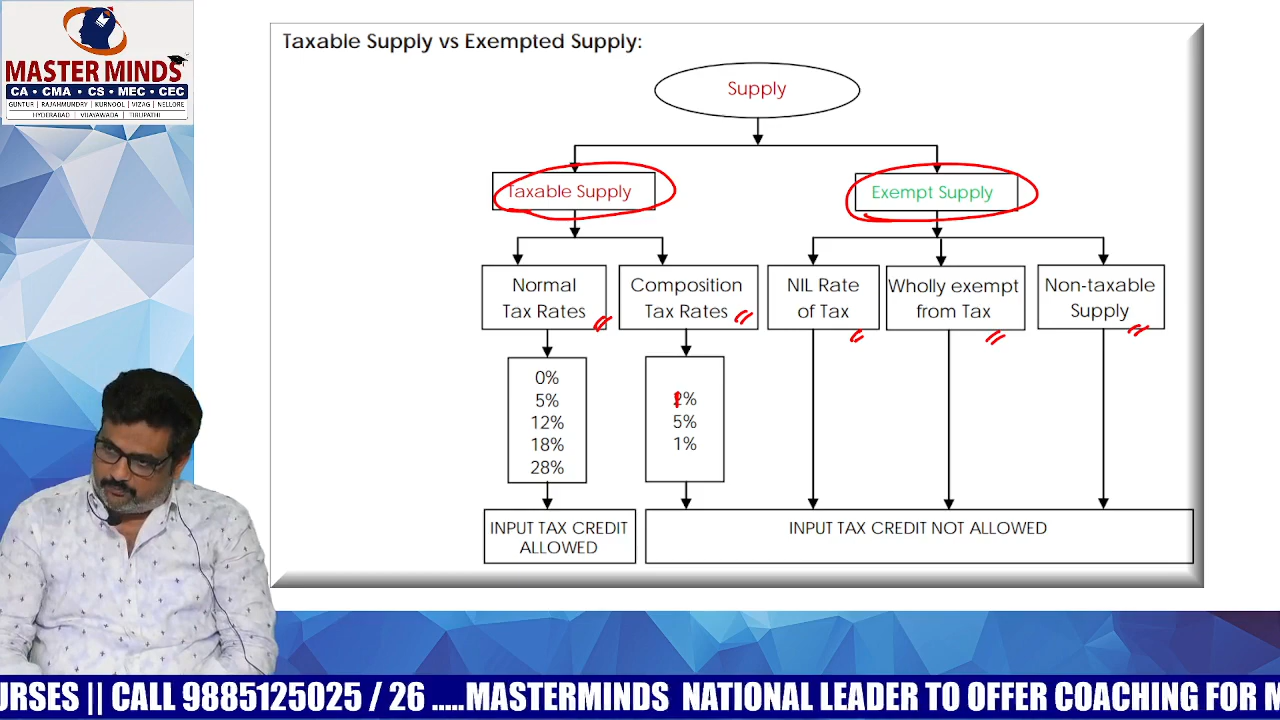 MASTER MINDS
CA • CMA • CS • MEC • CEC
GUNTUR | RAJAHMUNDRY | KURNOOL | VIZAG | NELLORE
HYDERABAD | VIJAYAWADA | TIRUPATHI
Taxable Supply vs Exempted Supply:
Supply
Taxable Supply
Exempt Supply
Normal
Tax Rates
Composition
Tax Rates
NIL Rate
of Tax
Wholly exempt
from Tax
Non-taxable
Supply
0%
5%
12%
18%
28%
%
5%
1%
INPUT TAX CREDIT
ALLOWED
INPUT TAX CREDIT NOT ALLOWED
URSES || CALL 9885125025 / 26 .....MASTERMINDS NATIONAL LEADER TO OFFER COACHING FOR M